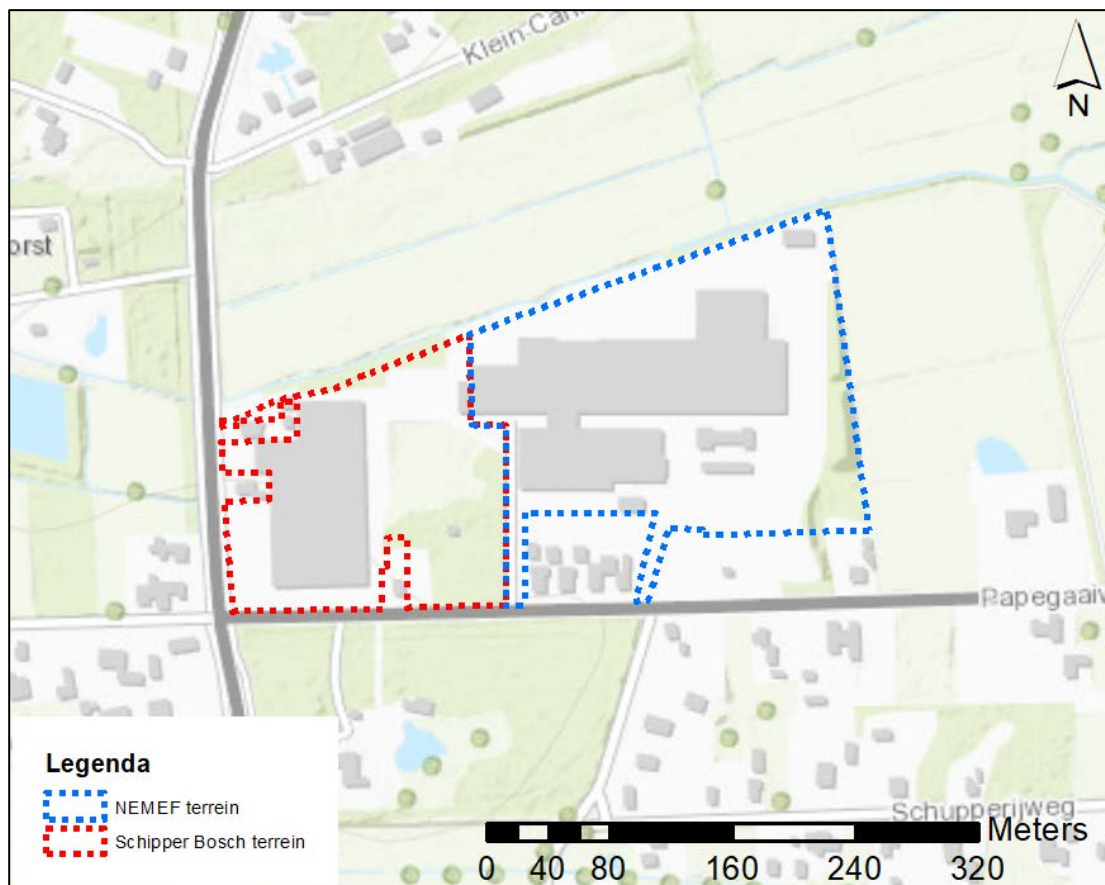 Klein Can
N
orst
Papegaaiv
Legenda
NEMEF terrein
Schipper Bosch terrein
Schupperijweg
Meters
0 40 80 160 240 320